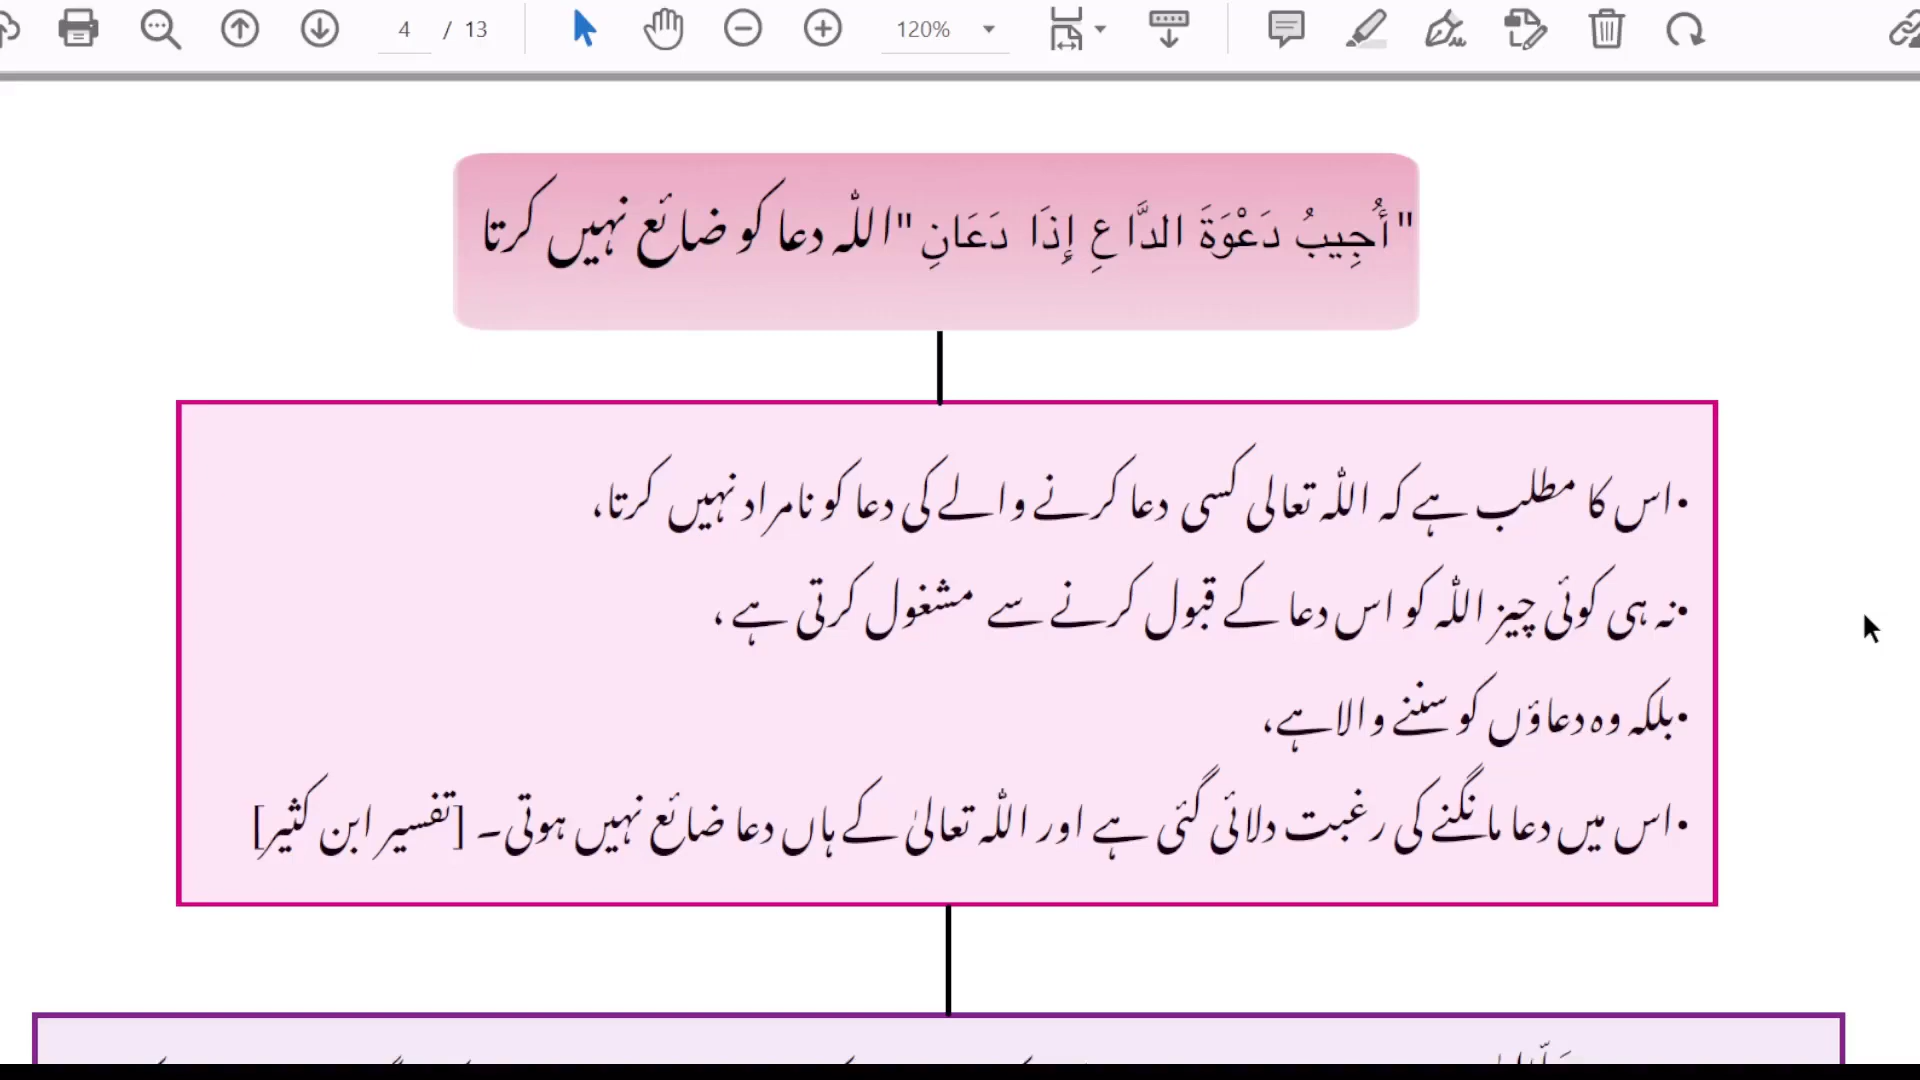 4 / 13
120%
"أُجِيبُ دَعْوَةَ الدَّاعِ إِذَا دَعَانِ" اللہ دعا کو ضائع نہیں کرتا
•اس کا مطلب ہے کہ اللہ تعالی کسی دعا کرنے والے کی دعا کو نامراد نہیں کرتا،
•نہ ہی کوئی چیز اللہ کو اس دعا کے قبول کرنے سے مشغول کرتی ہے،
•بلکہ وہ دعاؤں کو سننے والا ہے،
•اس میں دعا مانگنے کی رغبت دلائی گئی ہے اور اللہ تعالیٰ کے ہاں دعا ضائع نہیں ہوتی۔ [تفسیر ابن کثیر]